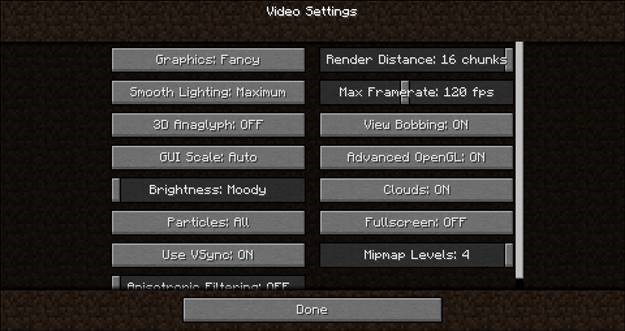 Video Settings
Graphics: Fancy
Render Distance: 16 chunks
Smooth Lighting: Maximum
Max Framerate: 120 fps
3D Anaglyph: OFF
View Bobbing: ON
GUI Scale: Auto
Advanced OpenGL: ON
Brightness: Moody
Clouds: ON
Particles: All
Fullscreen: OFF
Use VSync: ON
Mipmap Levels: 4
Anisotropic Filtering: OFF
Done